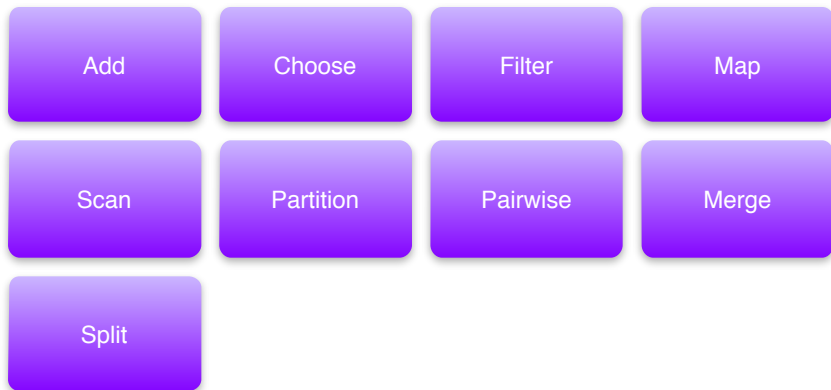 Add
Choose
Filter
Map
Scan
Partition
Pairwise
Merge
Split